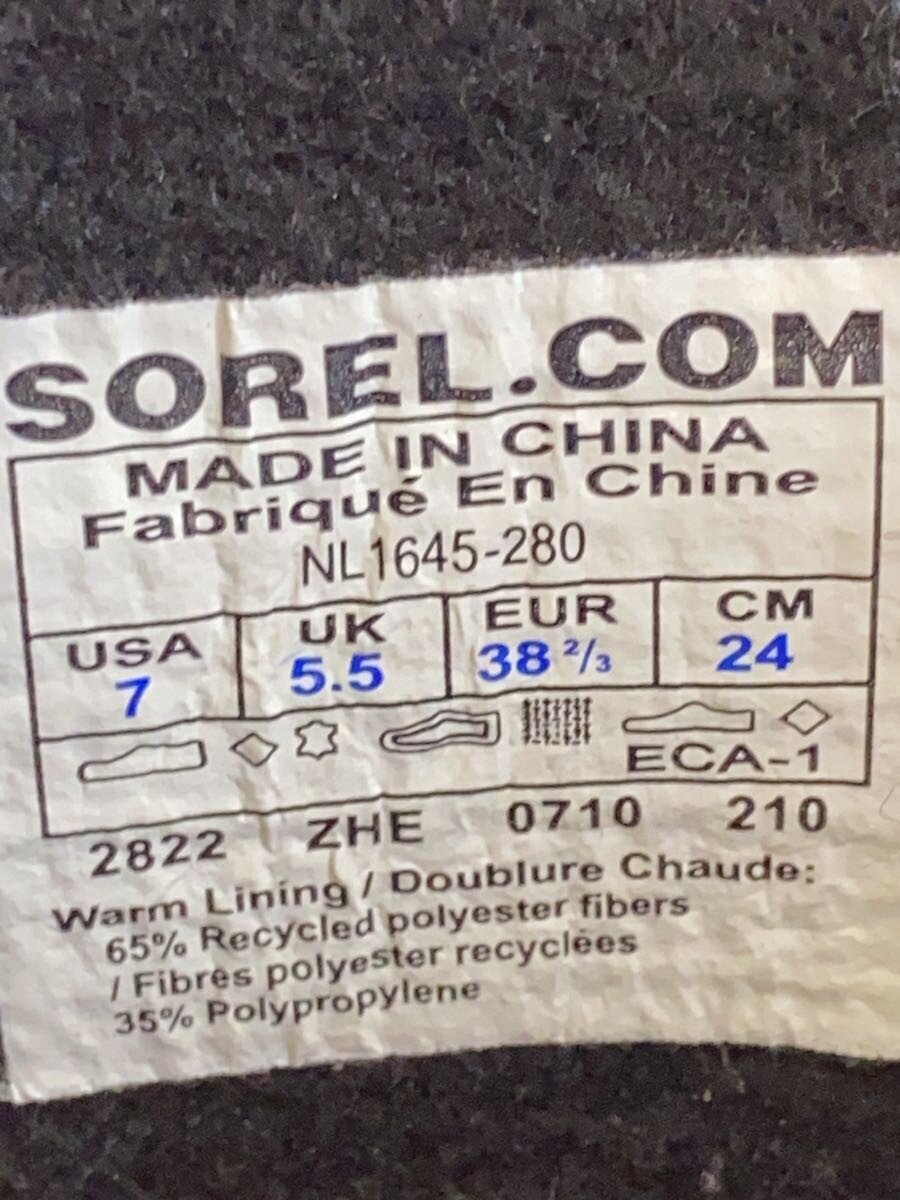 SOREL.COM
MADE IN CHINA
Fabriqué En Chine
NL1645-280
USA UK EUR CM
7 5.5 38 2/3 24
ECA-1
2822 ZHE 0710 210
Warm Lining / Doublure Chaude:
65% Recycled polyester fibers
/ Fibres polyester recyclées
35% Polypropylene